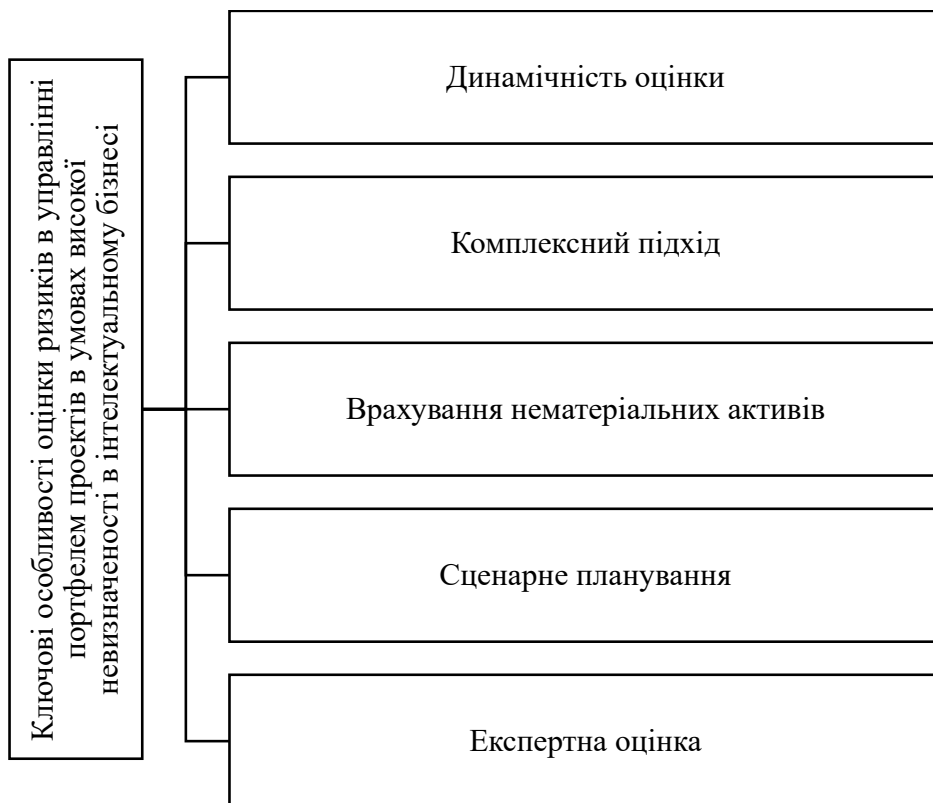 Ключові особливості оцінки ризиків в управлінні
портфелем проектів в умовах високої
невизначеності в інтелектуальному бізнесі
Динамічність оцінки
Комплексний підхід
Врахування нематеріальних активів
Сценарне планування
Експертна оцінка